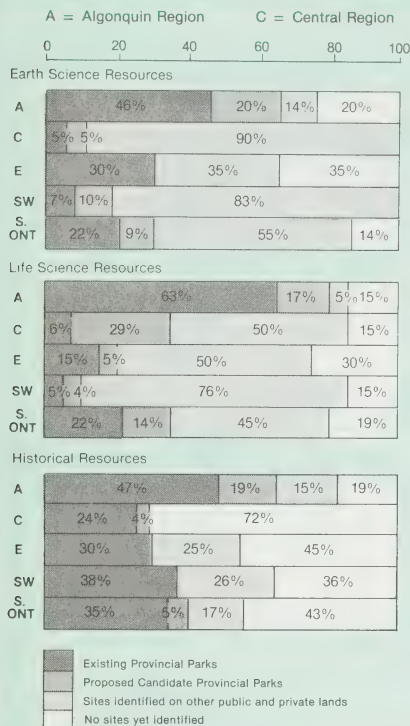 A = Algonquin Region C = Central Region
0 20 40 60 80 100
Earth Science Resources
A 46% 20% 14% 20%
C 5% 5% 90%
E 30% 35% 35%
SW 7% 10% 83%
S. ONT 22% 9% 55% 14%
Life Science Resources
A 63% 17% 5% 15%
C 6% 29% 50% 15%
E 15% 5% 50% 30%
SW 5% 4% 76% 15%
S. ONT 22% 14% 45% 19%
Historical Resources
A 47% 19% 15% 19%
C 24% 4% 72%
E 30% 25% 45%
SW 38% 26% 36%
S. ONT 35% 5% 17% 43%
Existing Provincial Parks
Proposed Candidate Provincial Parks
Sites identified on other public and private lands
No sites yet identified